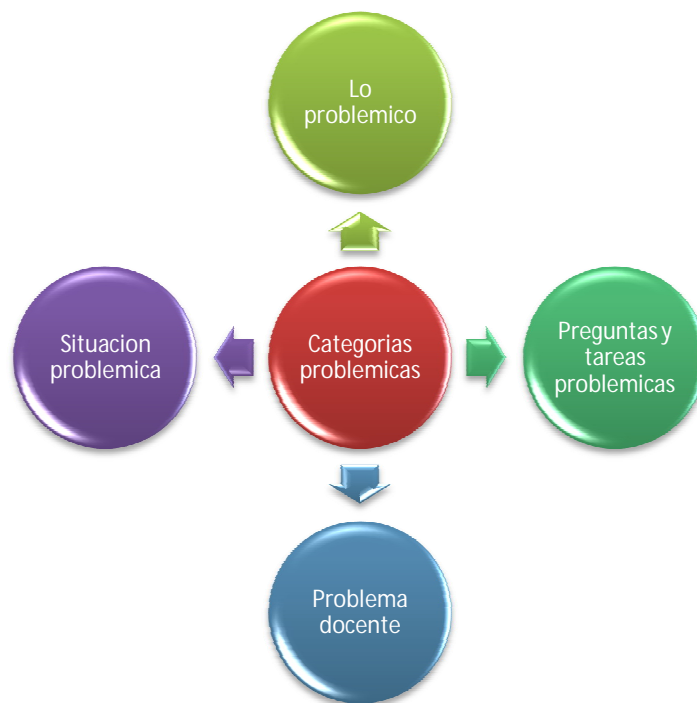 Lo
problemico
Situacion
problemica
Categorias
problemicas
Preguntas y
tareas
problemicas
Problema
docente